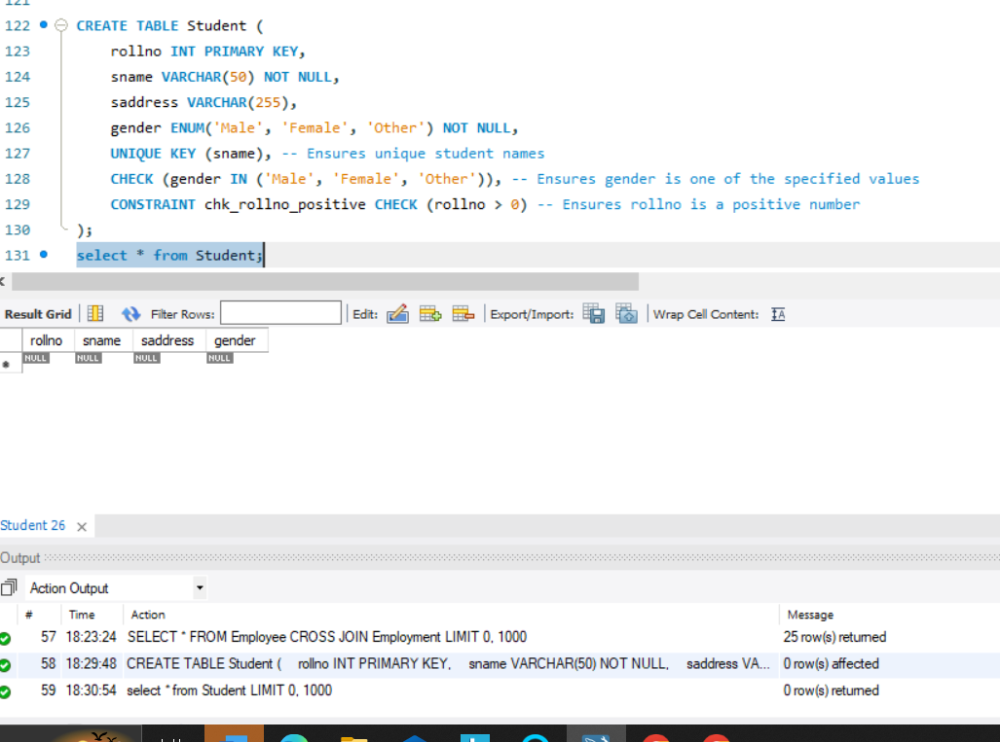 121
122 CREATE TABLE Student (
123 rollno INT PRIMARY KEY,
124 sname VARCHAR(50) NOT NULL,
125 saddress VARCHAR(255),
126 gender ENUM('Male', 'Female', 'Other') NOT NULL,
127 UNIQUE KEY (sname), -- Ensures unique student names
128 CHECK (gender IN ('Male', 'Female', 'Other')), -- Ensures gender is one of the specified values
129 CONSTRAINT chk_rollno_positive CHECK (rollno > 0) -- Ensures rollno is a positive number
130 );
131 select * from Student;
Result Grid Filter Rows: Edit: Export/Import: Wrap Cell Content:
rollno sname saddress gender
NULL NULL NULL NULL
Student 26
Output
Action Output
# Time Action Message
57 18:23:24 SELECT * FROM Employee CROSS JOIN Employment LIMIT 0, 1000 25 row(s) returned
58 18:29:48 CREATE TABLE Student ( rollno INT PRIMARY KEY, sname VARCHAR(50) NOT NULL, saddress VA... 0 row(s) affected
59 18:30:54 select * from Student LIMIT 0, 1000 0 row(s) returned